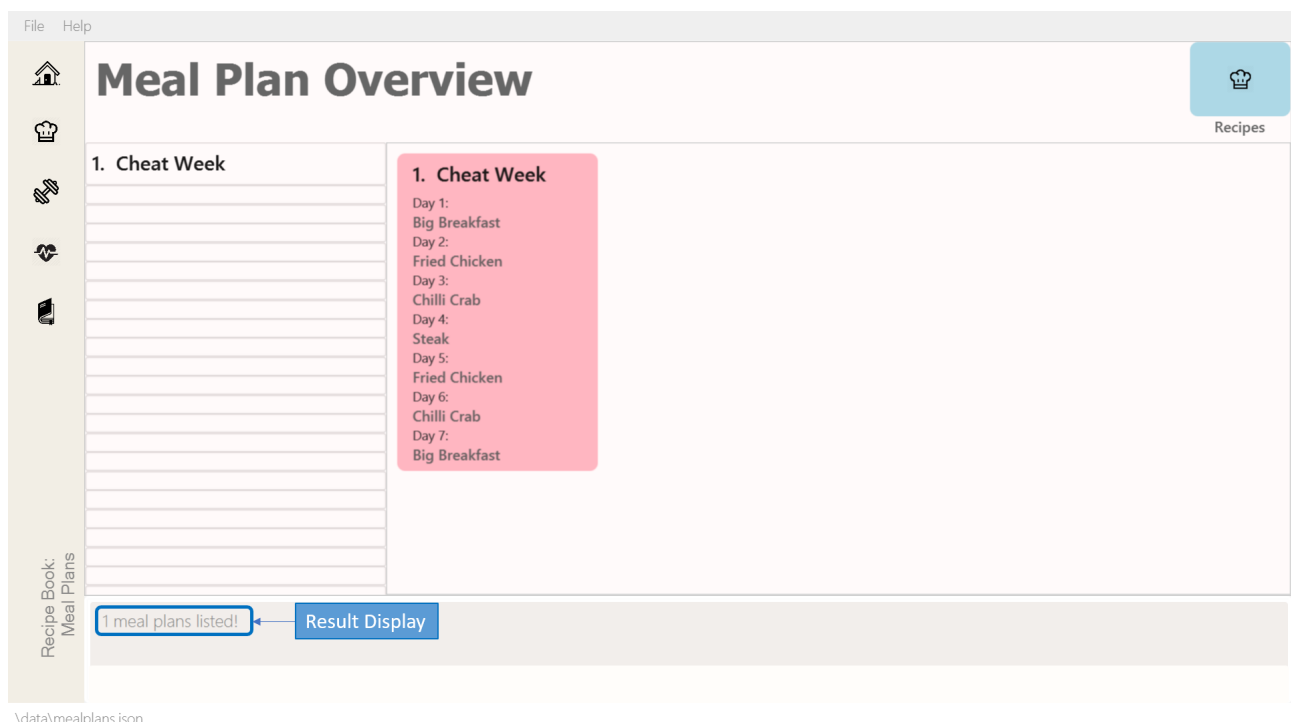 File Help
Meal Plan Overview
Recipes
1. Cheat Week
1. Cheat Week
Day 1:
Big Breakfast
Day 2:
Fried Chicken
Day 3:
Chilli Crab
Day 4:
Steak
Day 5:
Fried Chicken
Day 6:
Chilli Crab
Day 7:
Big Breakfast
Recipe Book:
Meal Plans
1 meal plans listed!
Result Display
\data\mealplans.json